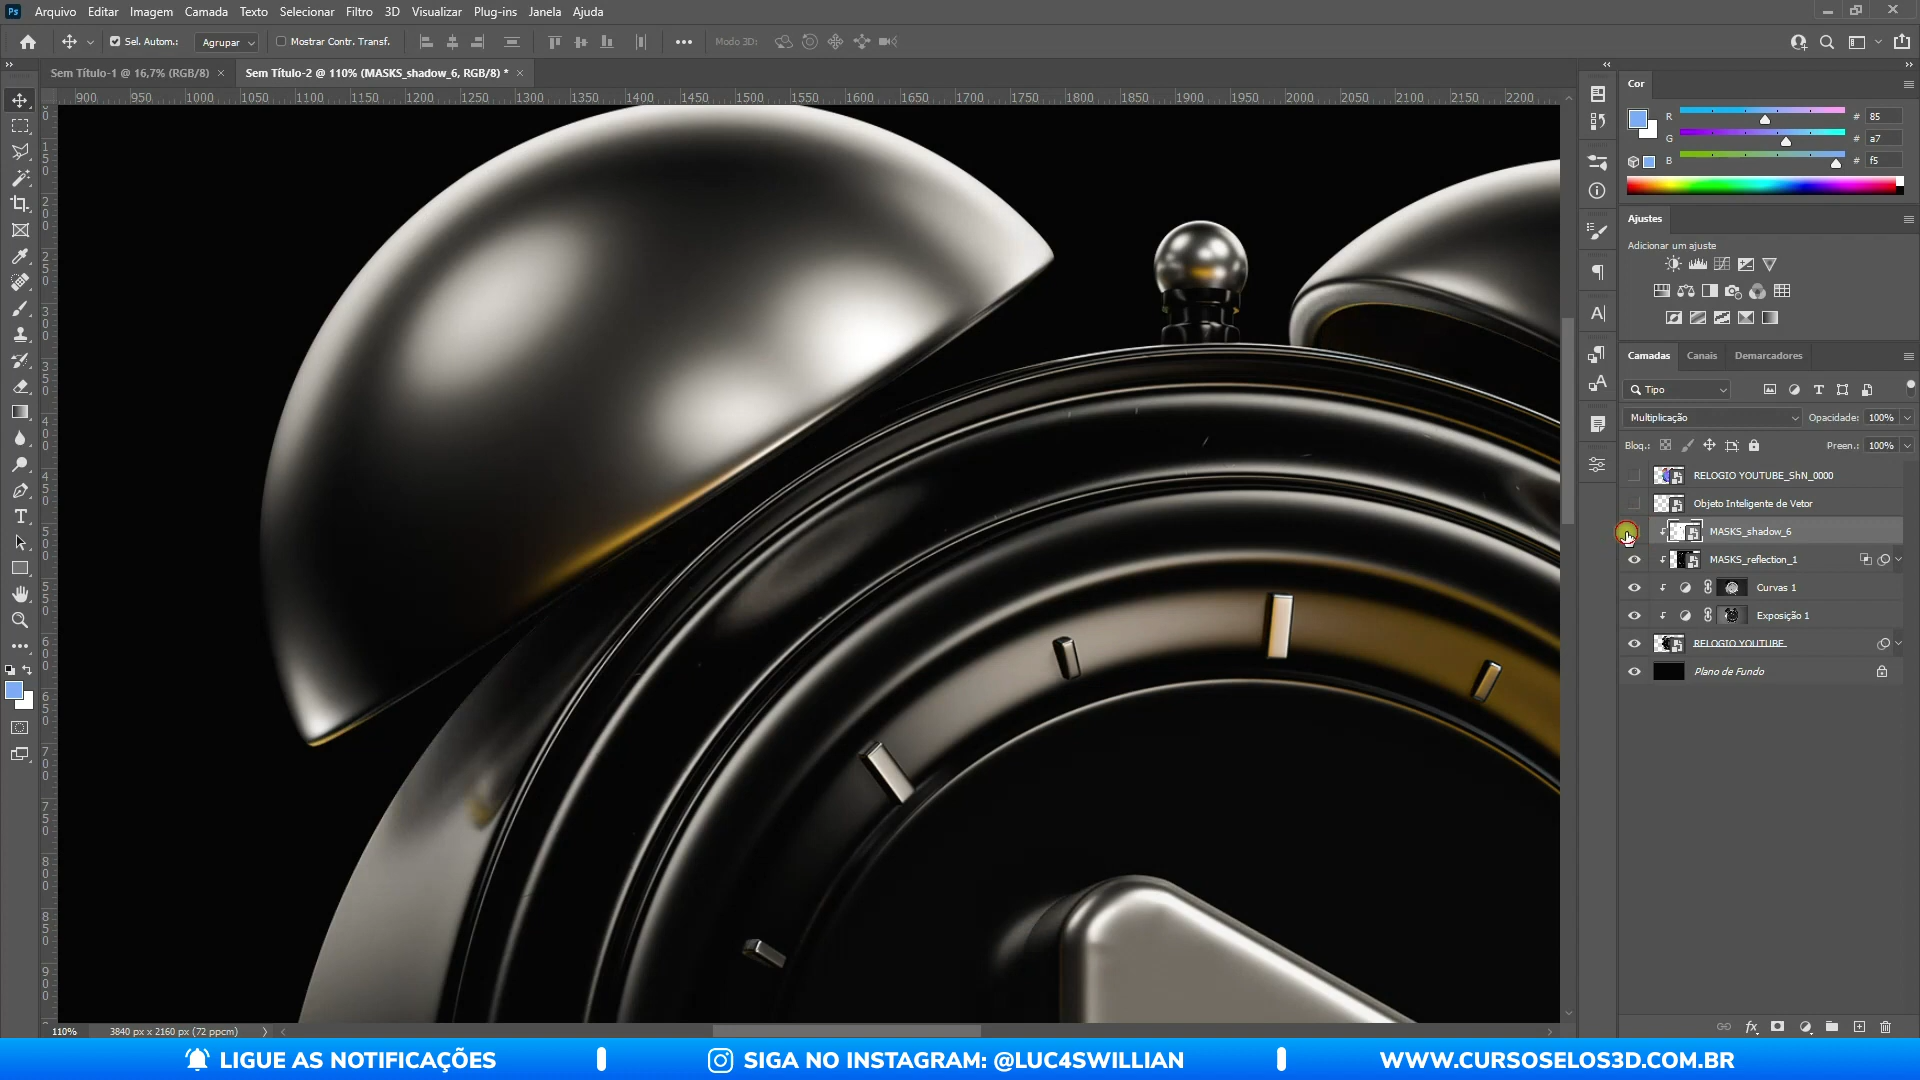 Ps Arquivo Editar Imagem Camada Texto Selecionar Filtro 3D Visualizar Plug-ins Janela Ajuda
Sel. Autom.: Agrupar Mostrar Contr. Transf. Modo 3D:
Sem Título-1 @ 16,7% (RGB/8) × Sem Título-2 @ 110% (MASKS_shadow_6, RGB/8) * ×
900 950 1000 1050 1100 1150 1200 1250 1300 1350 1400 1450 1500 1550 1600 1650 1700 1750 1800 1850 1900 1950 2000 2050 2100 2150 2200
Cor
R # 85
G # a7
B # f5
Ajustes
Adicionar um ajuste
Camadas Canais Demarcadores
Tipo
Multiplicação Opacidade: 100%
Bloq.: Preen.: 100%
RELOGIO YOUTUBE_ShN_0000
Objeto Inteligente de Vetor
MASKS_shadow_6
MASKS_reflection_1
Curvas 1
Exposição 1
RELOGIO YOUTUBE_
Plano de Fundo
110% 3840 px x 2160 px (72 ppcm)
LIGUE AS NOTIFICAÇÕES SIGA NO INSTAGRAM: @LUC4SWILLIAN WWW.CURSOSELOS3D.COM.BR